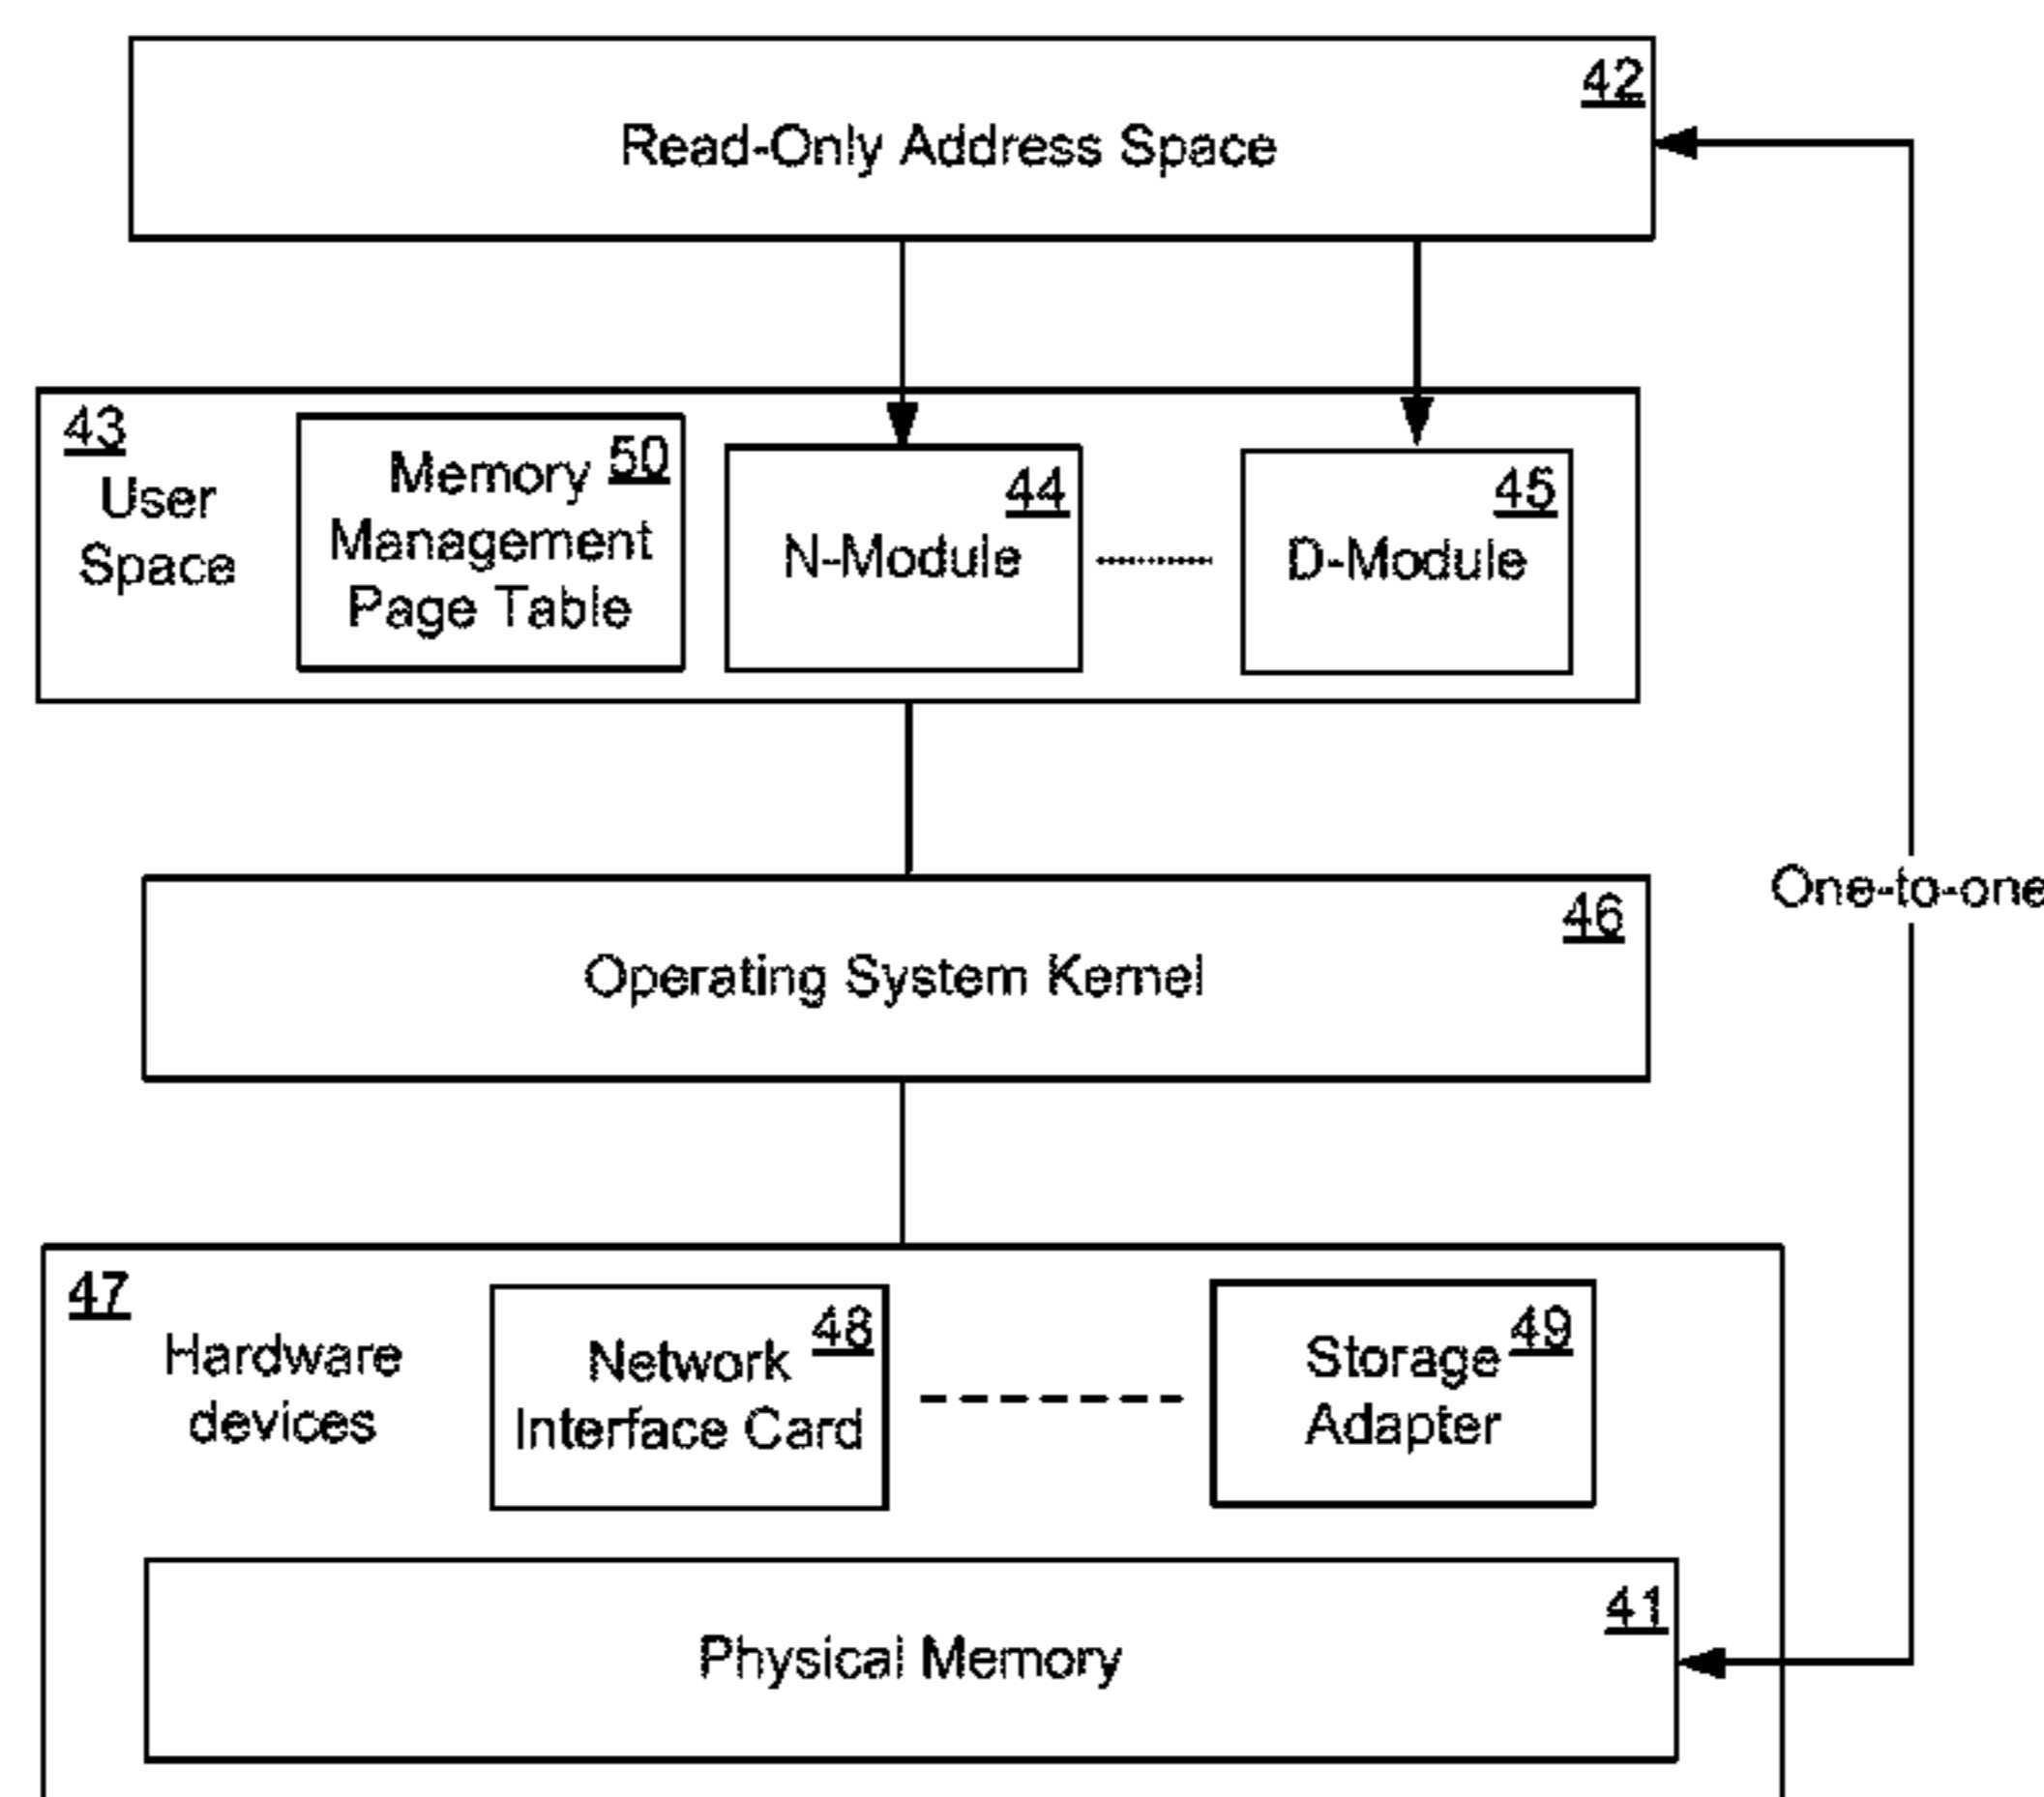 42
Read-Only Address Space
43
User
Space
Memory 50
Management
Page Table
44
N-Module
45
D-Module
46
Operating System Kernel
One-to-one
47
Hardware
devices
48
Network
Interface Card
49
Storage
Adapter
41
Physical Memory